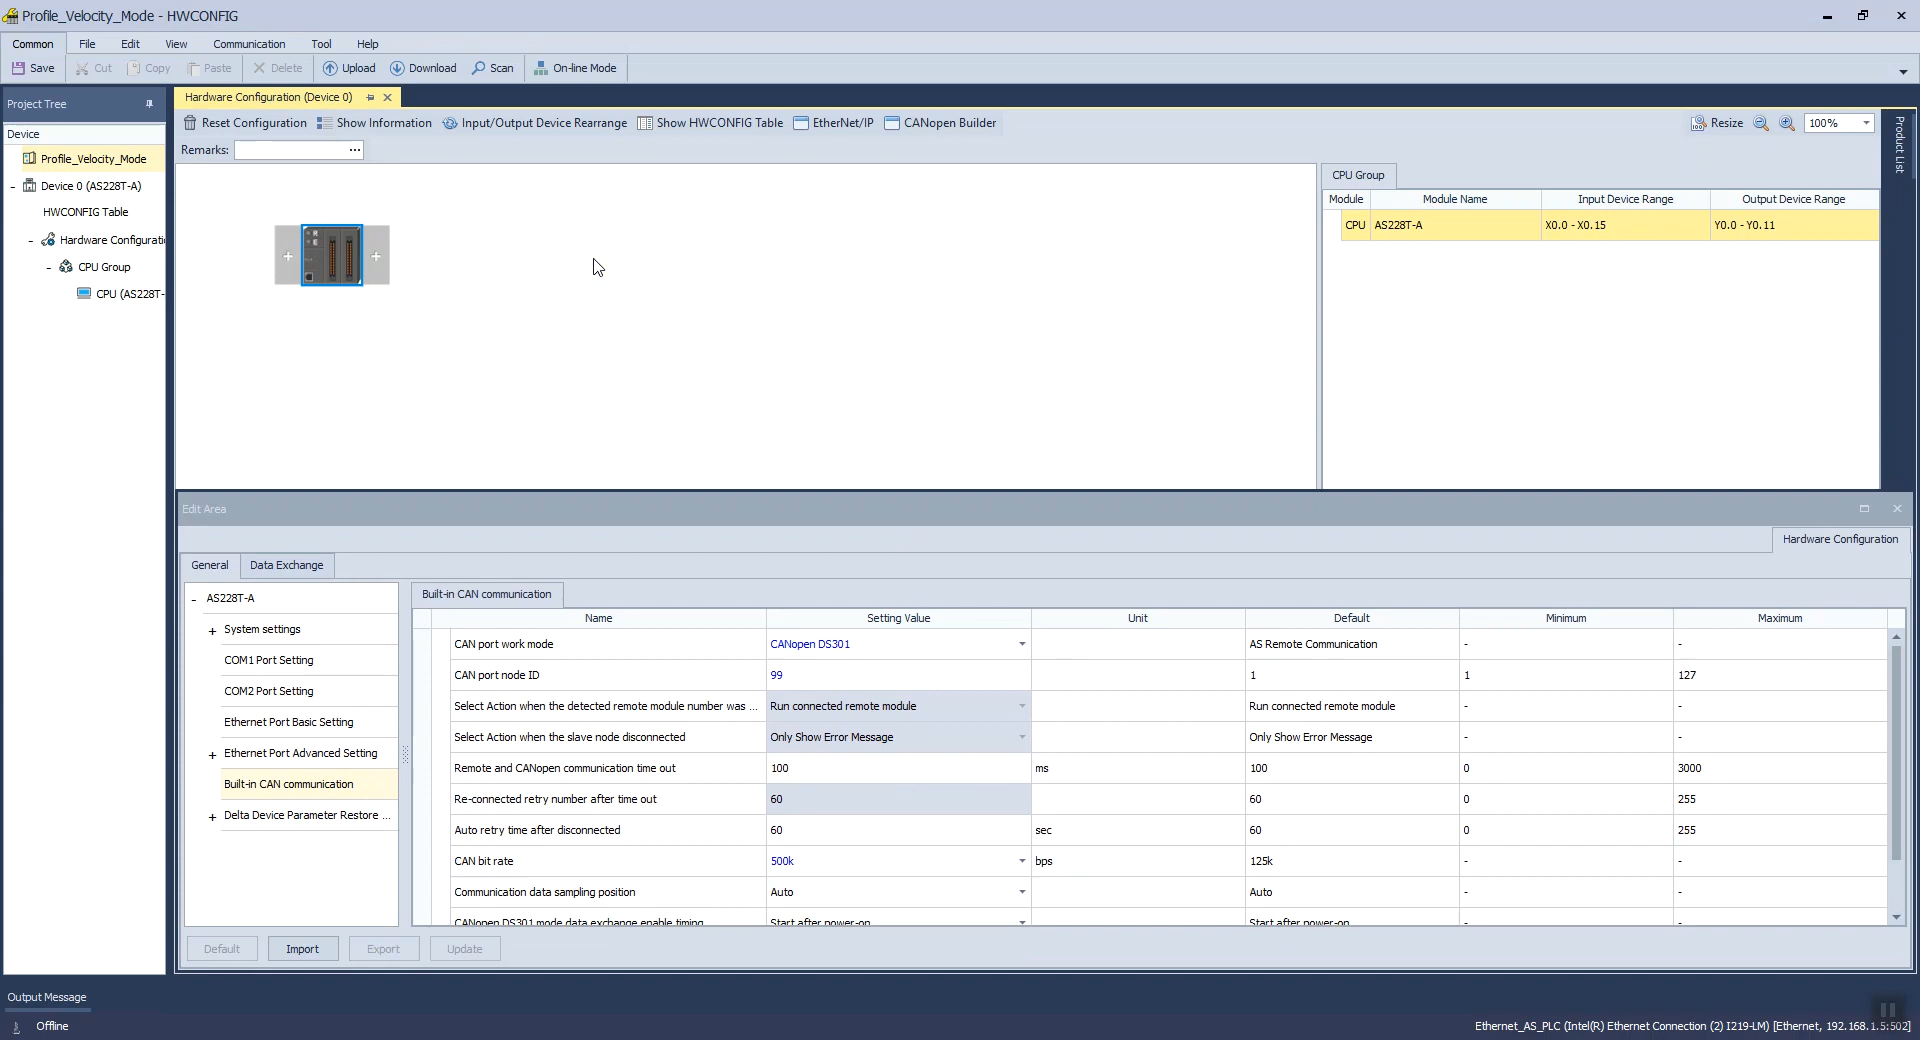 Profile_Velocity_Mode - HWCONFIG
Common File Edit View Communication Tool Help
Save Cut Copy Paste Delete Upload Download Scan On-line Mode
Project Tree
Device
Profile_Velocity_Mode
Device 0 (AS228T-A)
HWCONFIG Table
Hardware Configurati
CPU Group
CPU (AS228T-
Hardware Configuration (Device 0)
Reset Configuration Show Information Input/Output Device Rearrange Show HWCONFIG Table EtherNet/IP CANopen Builder Resize 100%
Remarks: ...
Product List
CPU Group
Module Module Name Input Device Range Output Device Range
CPU AS228T-A X0.0 - X0.15 Y0.0 - Y0.11
Edit Area
Hardware Configuration
General Data Exchange
AS228T-A
System settings
COM1 Port Setting
COM2 Port Setting
Ethernet Port Basic Setting
Ethernet Port Advanced Setting
Built-in CAN communication
Delta Device Parameter Restore ...
Built-in CAN communication
Name Setting Value Unit Default Minimum Maximum
CAN port work mode CANopen DS301 AS Remote Communication - -
CAN port node ID 99 1 1 127
Select Action when the detected remote module number was ... Run connected remote module Run connected remote module - -
Select Action when the slave node disconnected Only Show Error Message Only Show Error Message - -
Remote and CANopen communication time out 100 ms 100 0 3000
Re-connected retry number after time out 60 60 0 255
Auto retry time after disconnected 60 sec 60 0 255
CAN bit rate 500k bps 125k - -
Communication data sampling position Auto Auto - -
CANopen DS301 mode data exchange enable timing Start after power-on Start after power-on - -
Default Import Export Update
Output Message
Offline
Ethernet_AS_PLC (Intel(R) Ethernet Connection (2) I219-LM) [Ethernet, 192.168.1.5:502]